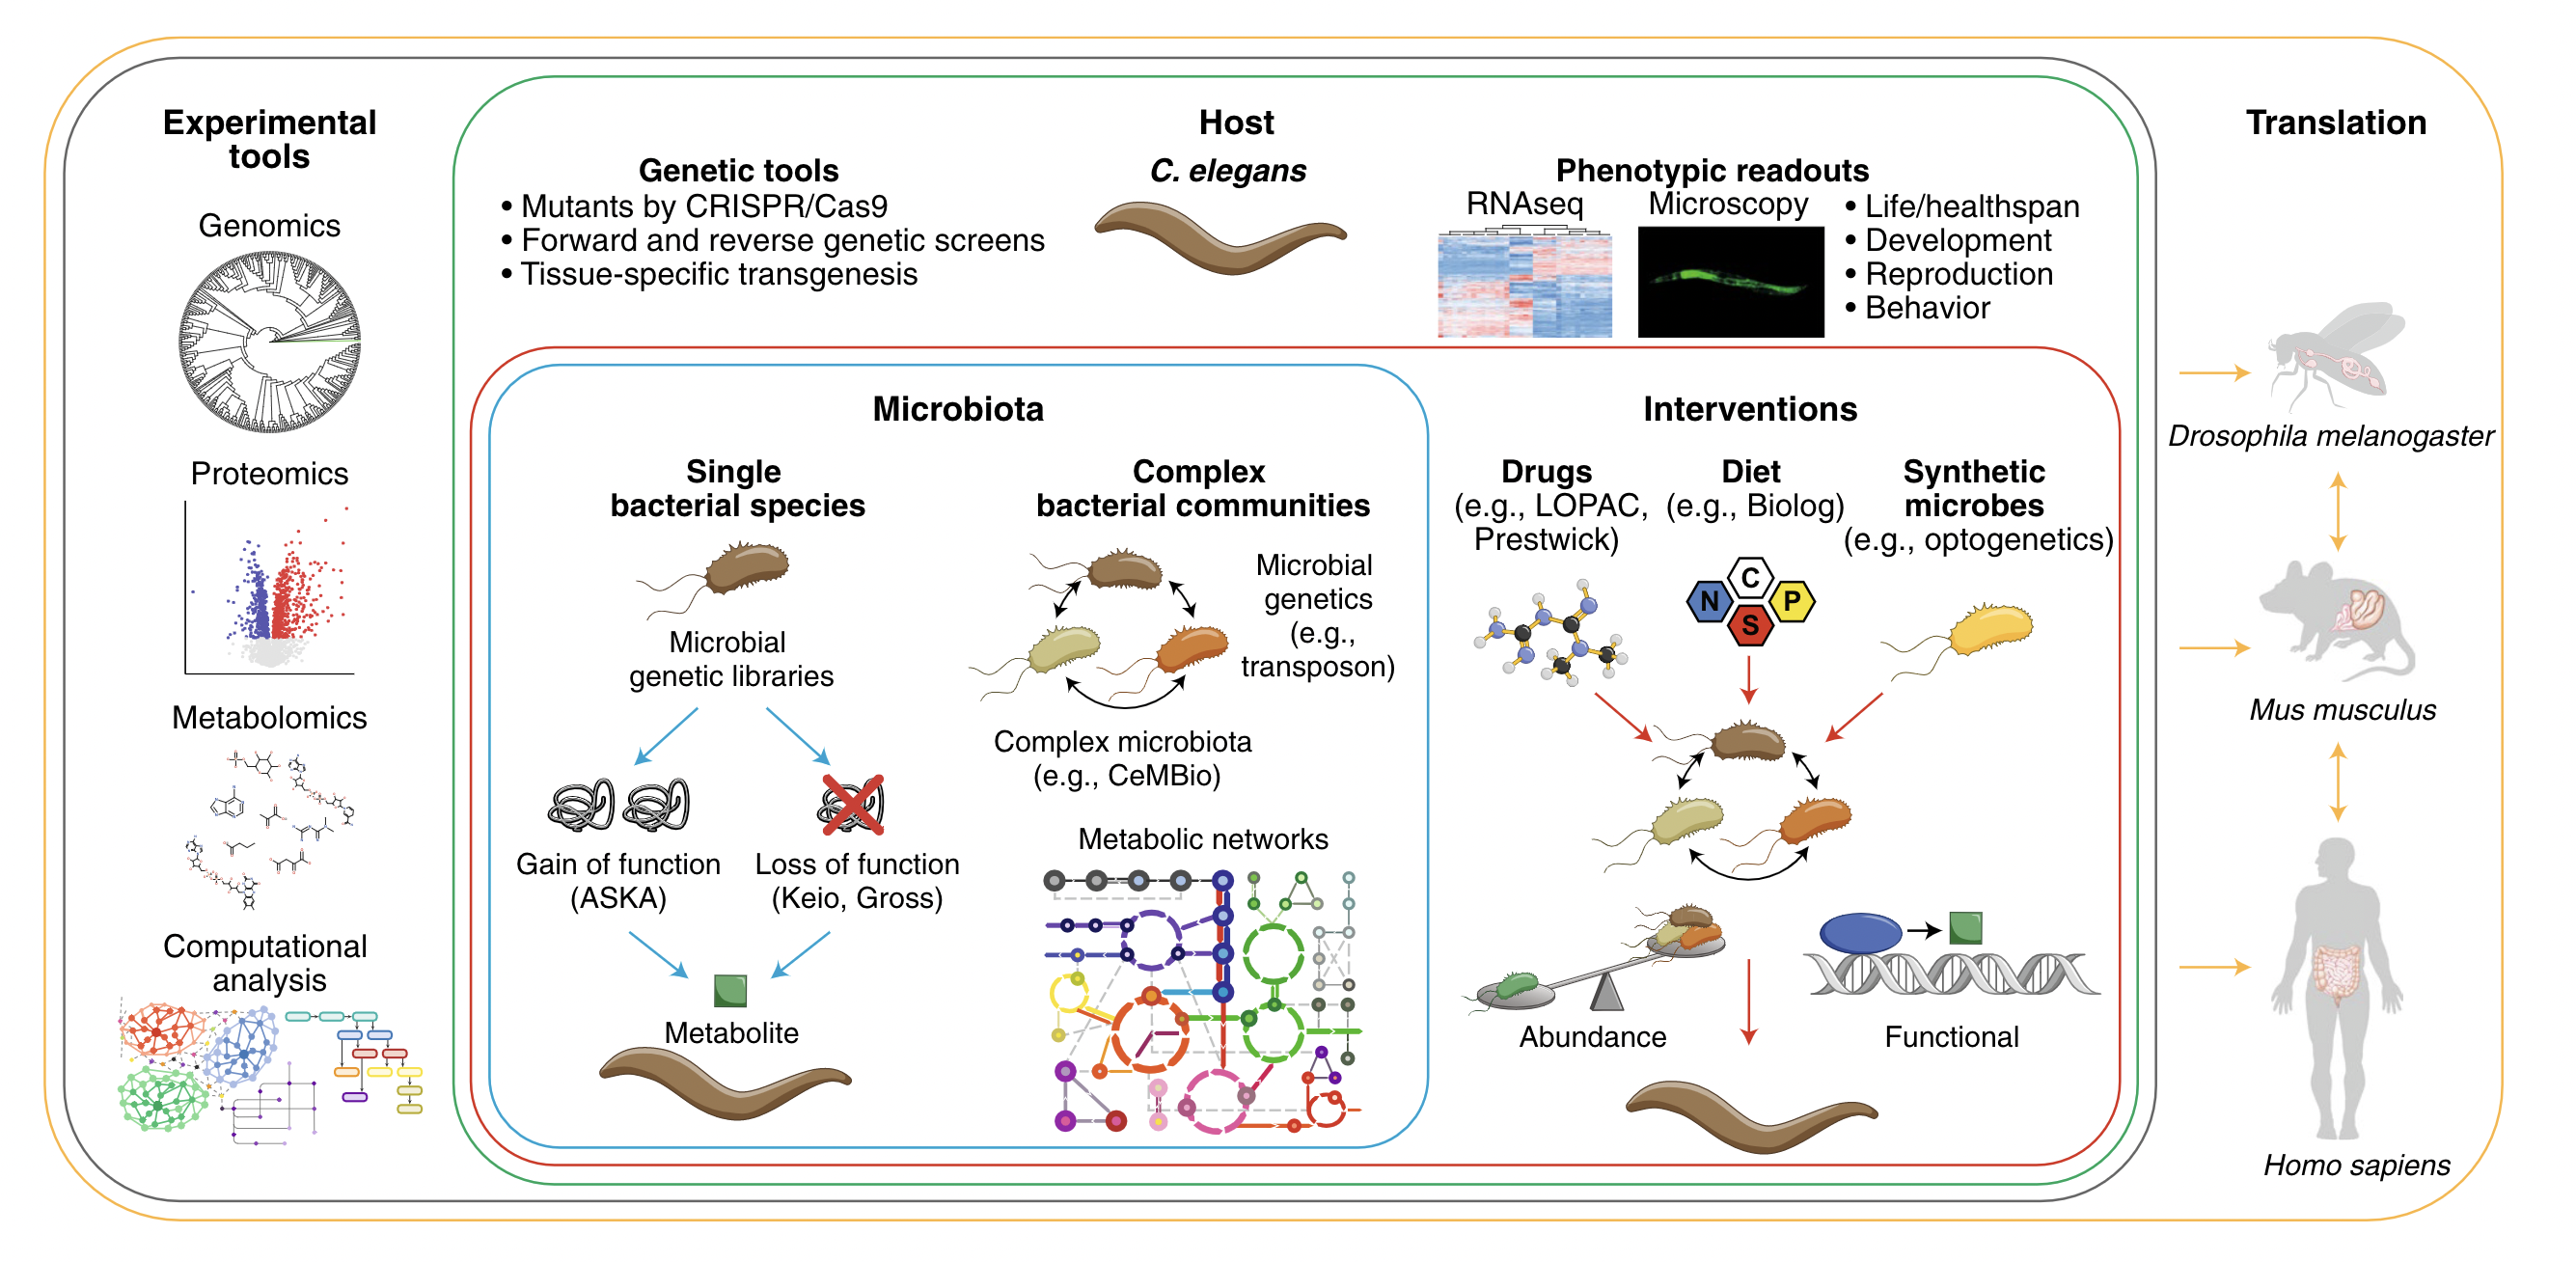 Experimental
tools
Genomics
Proteomics
Metabolomics
Computational
analysis
Host
Genetic tools
• Mutants by CRISPR/Cas9
• Forward and reverse genetic screens
• Tissue-specific transgenesis
C. elegans
Phenotypic readouts
RNAseq
Microscopy
• Life/healthspan
• Development
• Reproduction
• Behavior
Microbiota
Single
bacterial species
Microbial
genetic libraries
Gain of function
(ASKA)
Loss of function
(Keio, Gross)
Metabolite
Complex
bacterial communities
Microbial
genetics
(e.g.,
transposon)
Complex microbiota
(e.g., CeMBio)
Metabolic networks
Interventions
Drugs
(e.g., LOPAC,
Prestwick)
Diet
(e.g., Biolog)
C
N
P
S
Synthetic
microbes
(e.g., optogenetics)
Abundance
Functional
Translation
Drosophila melanogaster
Mus musculus
Homo sapiens